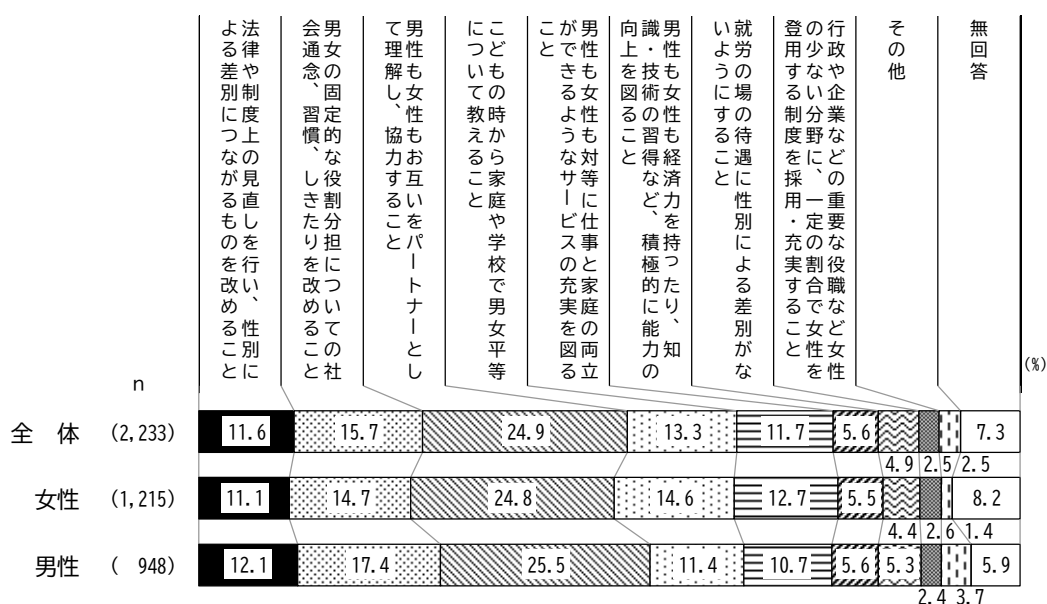 法律や制度上の見直しを行い、性別に
よる差別につながるものを改めること
男女の固定的な役割分担についての社
会通念、習慣、しきたりを改めること
男性も女性もお互いをパートナーとし
て理解し、協力すること
こどもの時から家庭や学校で男女平等
について教えること
男性も女性も対等に仕事と家庭の両立
ができるようなサービスの充実を図る
こと
男性も女性も経済力を持ったり、知
識・技術の習得など、積極的に能力の
向上を図ること
就労の場の待遇に性別による差別がな
いようにすること
行政や企業などの重要な役職など女性
の少ない分野に、一定の割合で女性を
登用する制度を採用・充実すること
その他
無回答
(%)
n
全 体 (2,233) 11.6 15.7 24.9 13.3 11.7 5.6 7.3
4.9 2.5 2.5
女性 (1,215) 11.1 14.7 24.8 14.6 12.7 5.5 8.2
4.4 2.6 1.4
男性 ( 948) 12.1 17.4 25.5 11.4 10.7 5.6 5.3 5.9
2.4 3.7